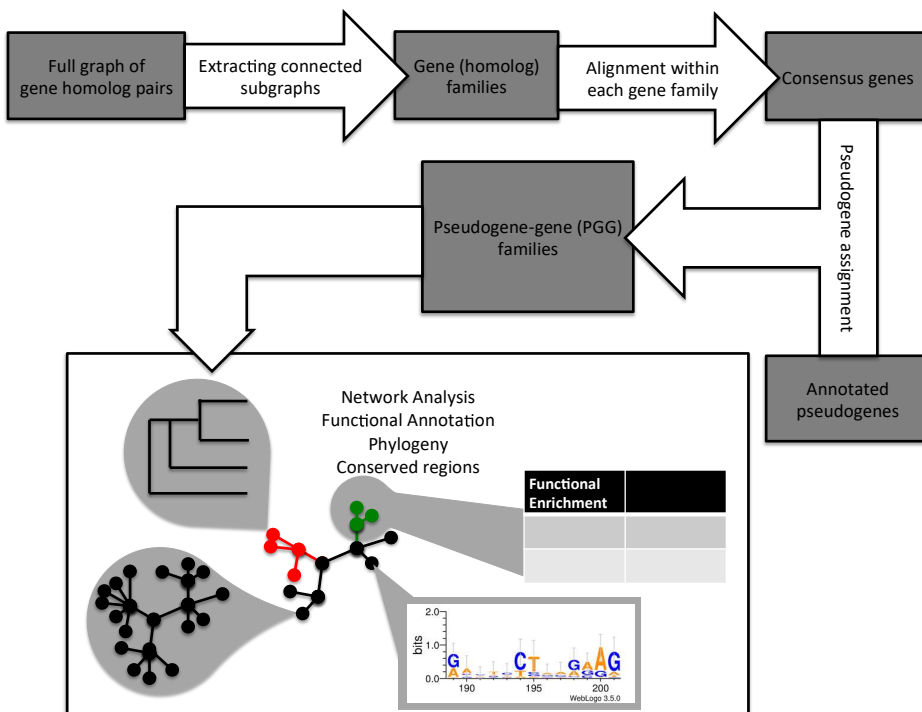 Full graph of
gene homolog pairs
Extracting connected
subgraphs
Gene (homolog)
families
Alignment within
each gene family
Consensus genes
Pseudogene assignment
Pseudogene-gene (PGG)
families
Annotated
pseudogenes
Network Analysis
Functional Annotation
Phylogeny
Conserved regions
Functional
Enrichment
2.0
1.0
0.0
bits
G
A
CT
G
A
AG
190
195
200
WebLogo 3.5.0